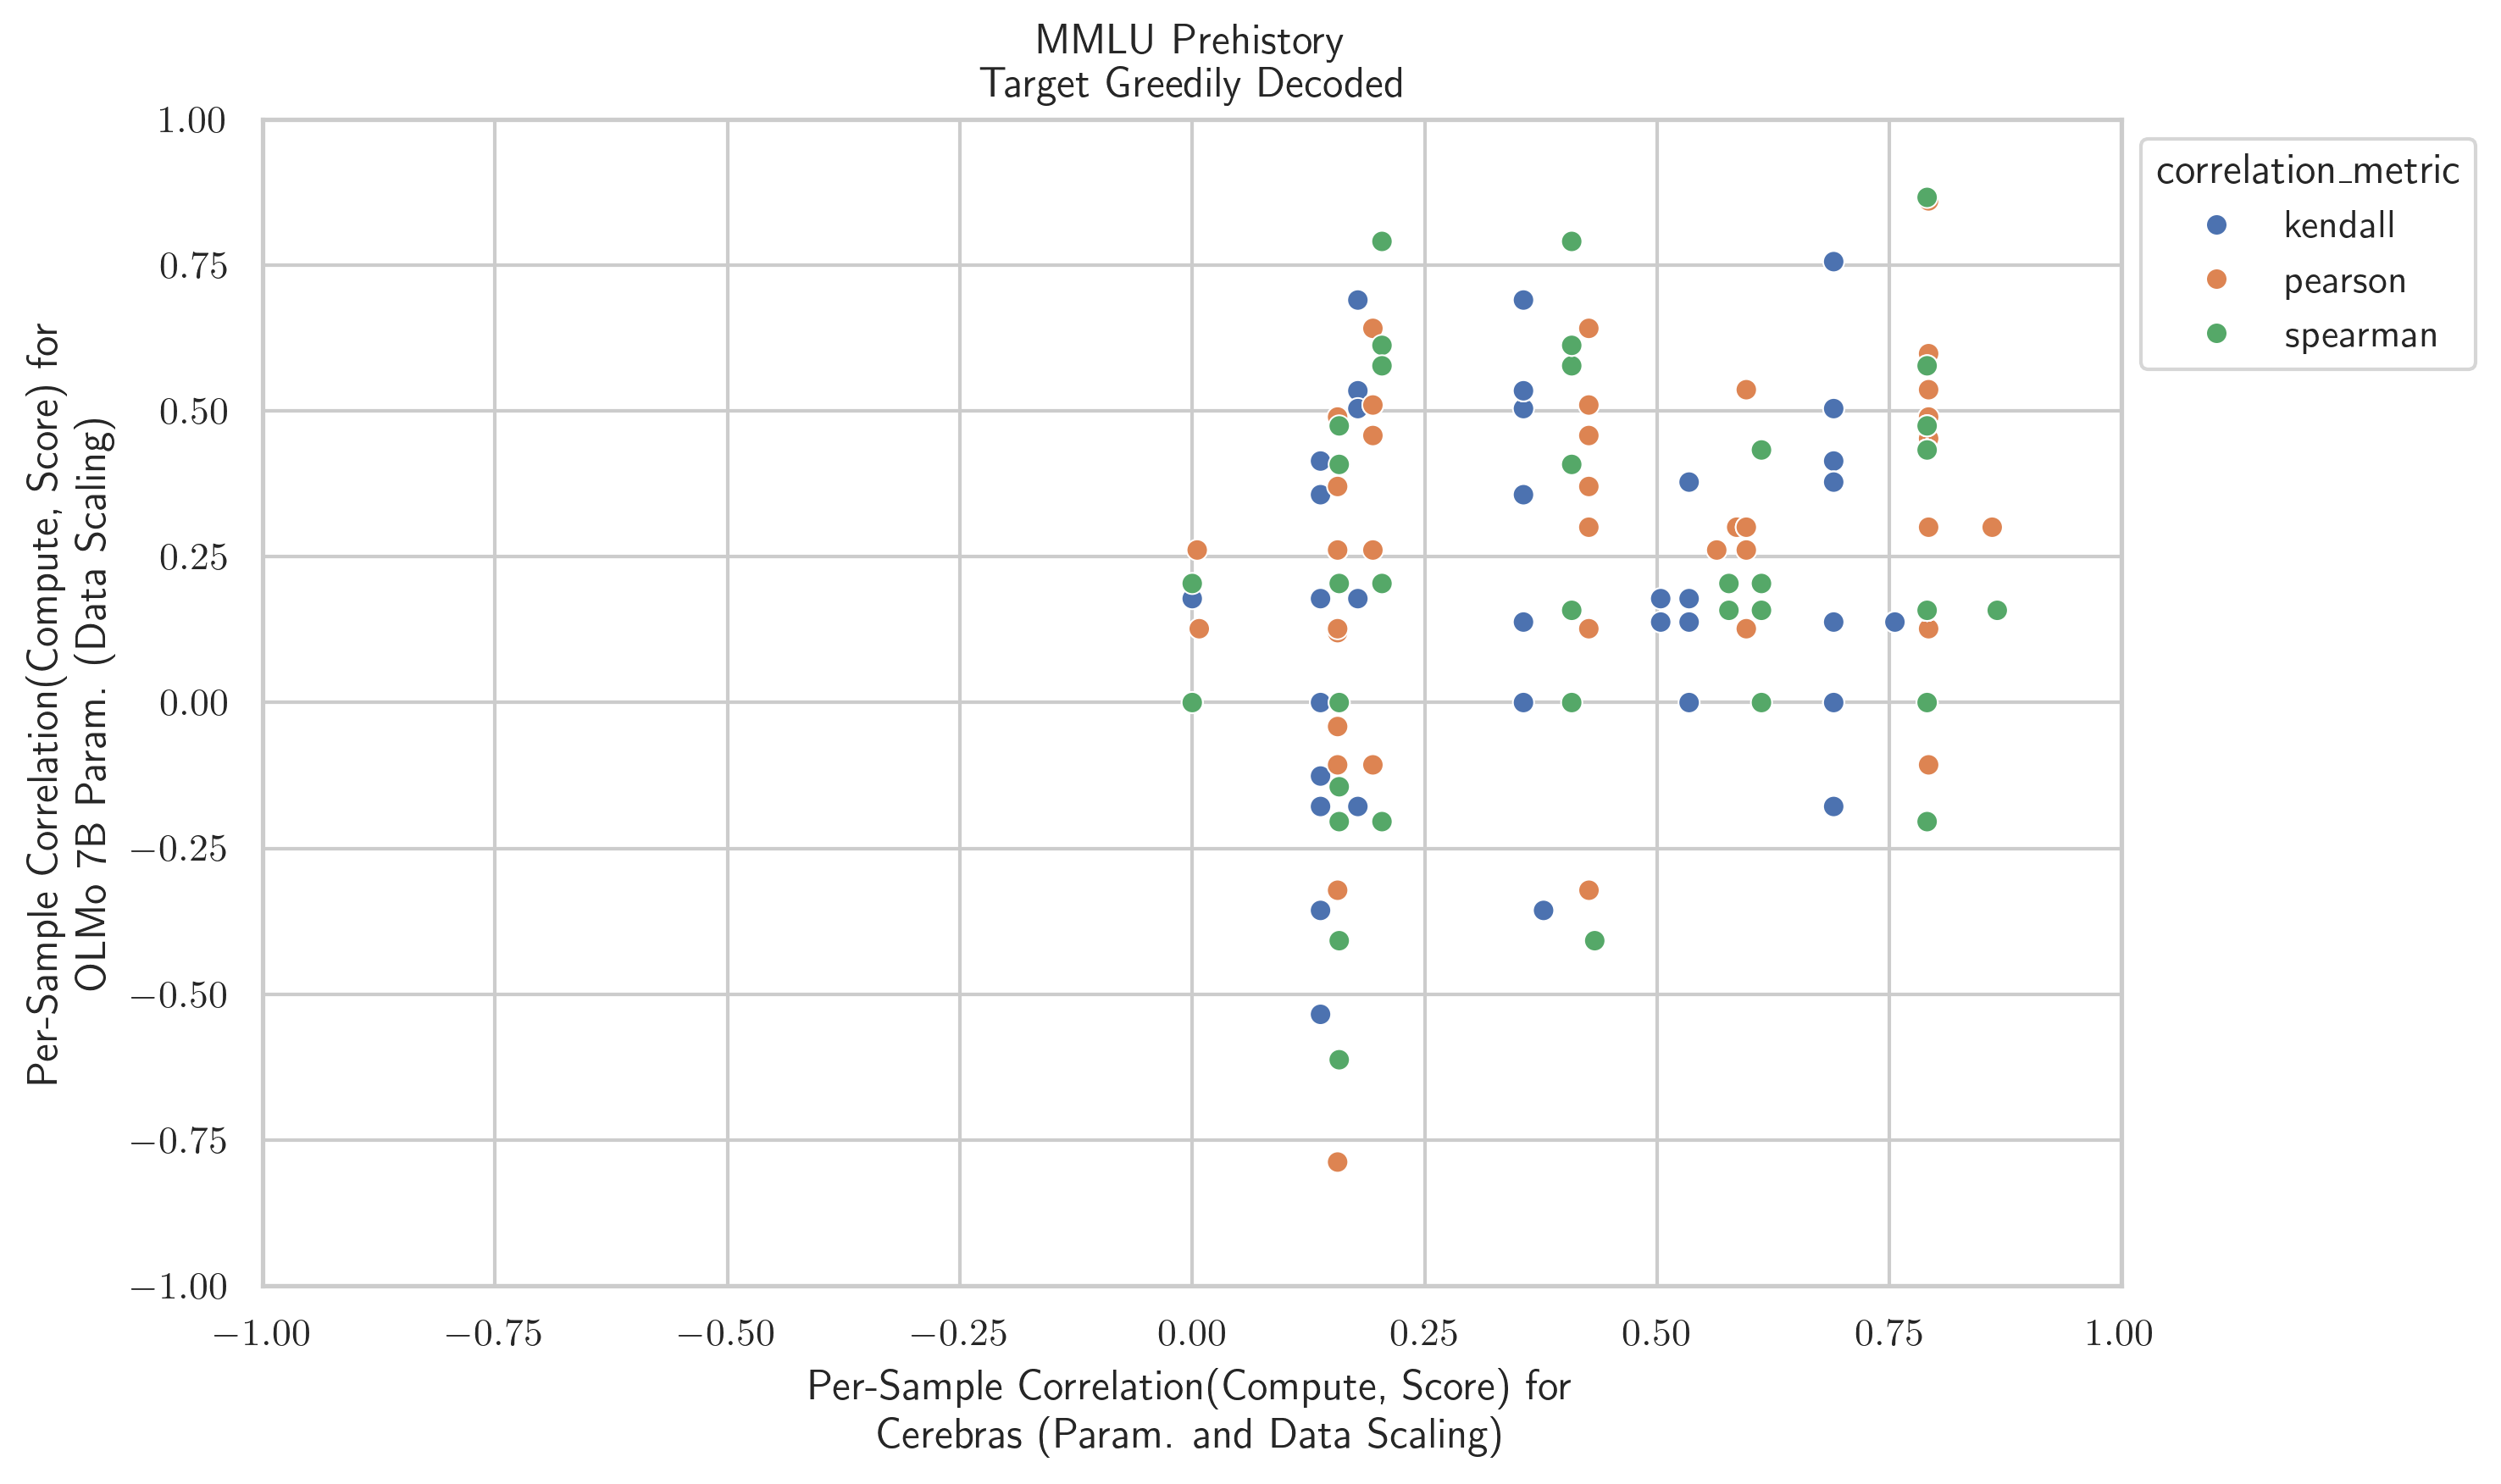 MMLU Prehistory
Target Greedily Decoded
Per-Sample Correlation(Compute, Score) for
OLMo 7B Param. (Data Scaling)
1.00
0.75
0.50
0.25
0.00
−0.25
−0.50
−0.75
−1.00
−1.00 −0.75 −0.50 −0.25 0.00 0.25 0.50 0.75 1.00
Per-Sample Correlation(Compute, Score) for
Cerebras (Param. and Data Scaling)
correlation_metric
kendall
pearson
spearman